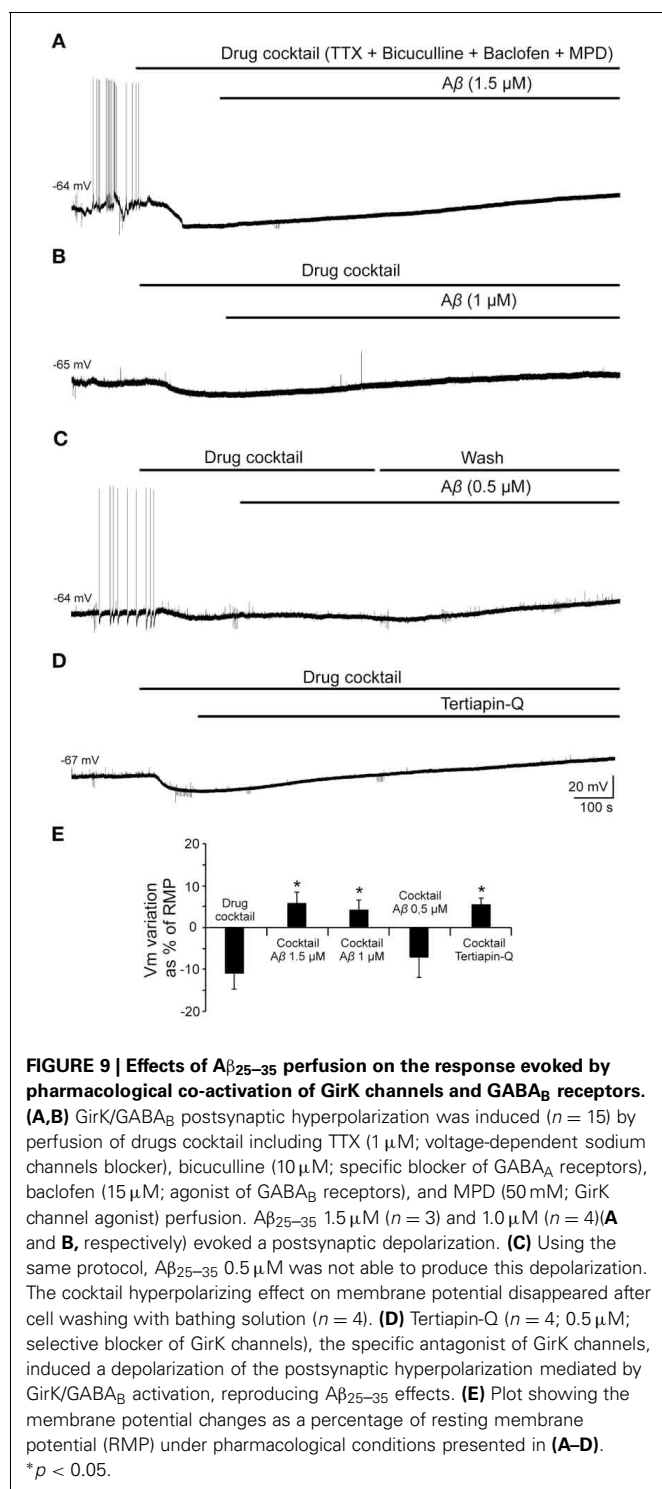 A
Drug cocktail (TTX + Bicuculline + Baclofen + MPD)
Aβ (1.5 µM)
-64 mV
B
Drug cocktail
Aβ (1 µM)
-65 mV
C
Drug cocktail
Wash
Aβ (0.5 µM)
-64 mV
D
Drug cocktail
Tertiapin-Q
-67 mV
20 mV
100 s
E
Vm variation
as % of RMP
20
10
0
-10
-20
Drug
cocktail
*
Cocktail
Aβ 1.5 µM
*
Cocktail
Aβ 1 µM
Cocktail
Aβ 0,5 µM
*
Cocktail
Tertiapin-Q
FIGURE 9 | Effects of Aβ25–35 perfusion on the response evoked by
pharmacological co-activation of GirK channels and GABAB receptors.
(A,B) GirK/GABAB postsynaptic hyperpolarization was induced (n = 15) by
perfusion of drugs cocktail including TTX (1 µM; voltage-dependent sodium
channels blocker), bicuculline (10 µM; specific blocker of GABAA receptors),
baclofen (15 µM; agonist of GABAB receptors), and MPD (50 mM; GirK
channel agonist) perfusion. Aβ25–35 1.5 µM (n = 3) and 1.0 µM (n = 4)(A
and B, respectively) evoked a postsynaptic depolarization. (C) Using the
same protocol, Aβ25–35 0.5 µM was not able to produce this depolarization.
The cocktail hyperpolarizing effect on membrane potential disappeared after
cell washing with bathing solution (n = 4). (D) Tertiapin-Q (n = 4; 0.5 µM;
selective blocker of GirK channels), the specific antagonist of GirK channels,
induced a depolarization of the postsynaptic hyperpolarization mediated by
GirK/GABAB activation, reproducing Aβ25–35 effects. (E) Plot showing the
membrane potential changes as a percentage of resting membrane
potential (RMP) under pharmacological conditions presented in (A–D).
*p < 0.05.